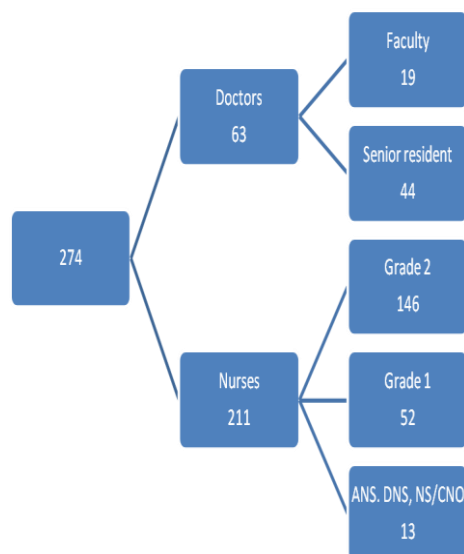 274
Doctors
63
Nurses
211
Faculty
19
Senior resident
44
Grade 2
146
Grade 1
52
ANS. DNS, NS/CNO
13